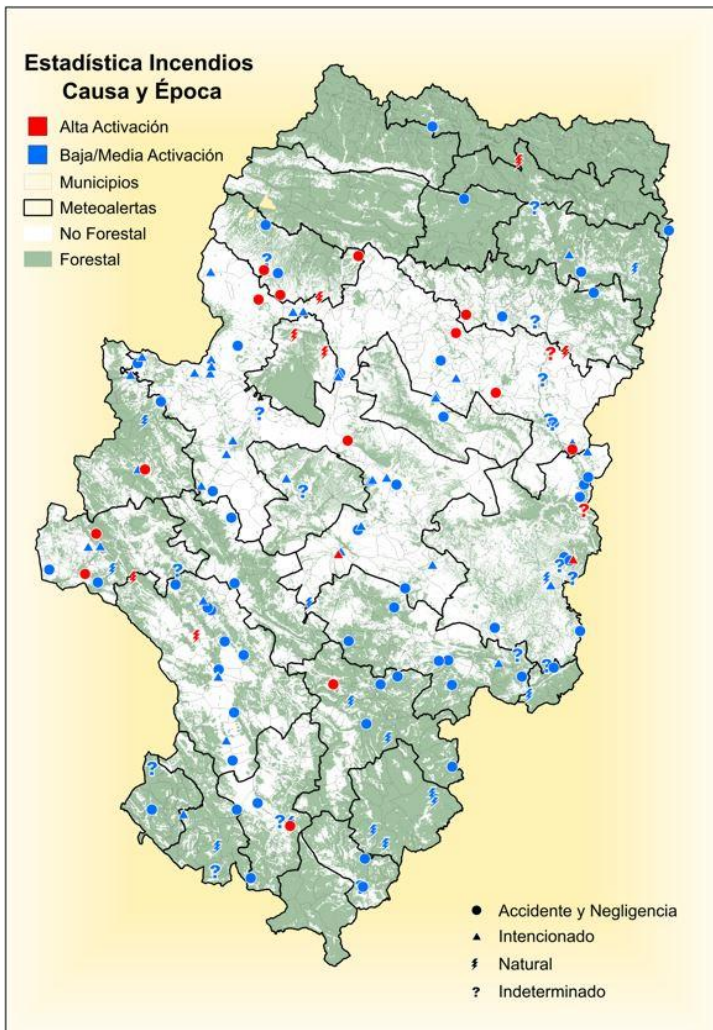 Estadística Incendios
Causa y Época
Alta Activación
Baja/Media Activación
Municipios
Meteoalertas
No Forestal
Forestal
Accidente y Negligencia
Intencionado
Natural
? Indeterminado